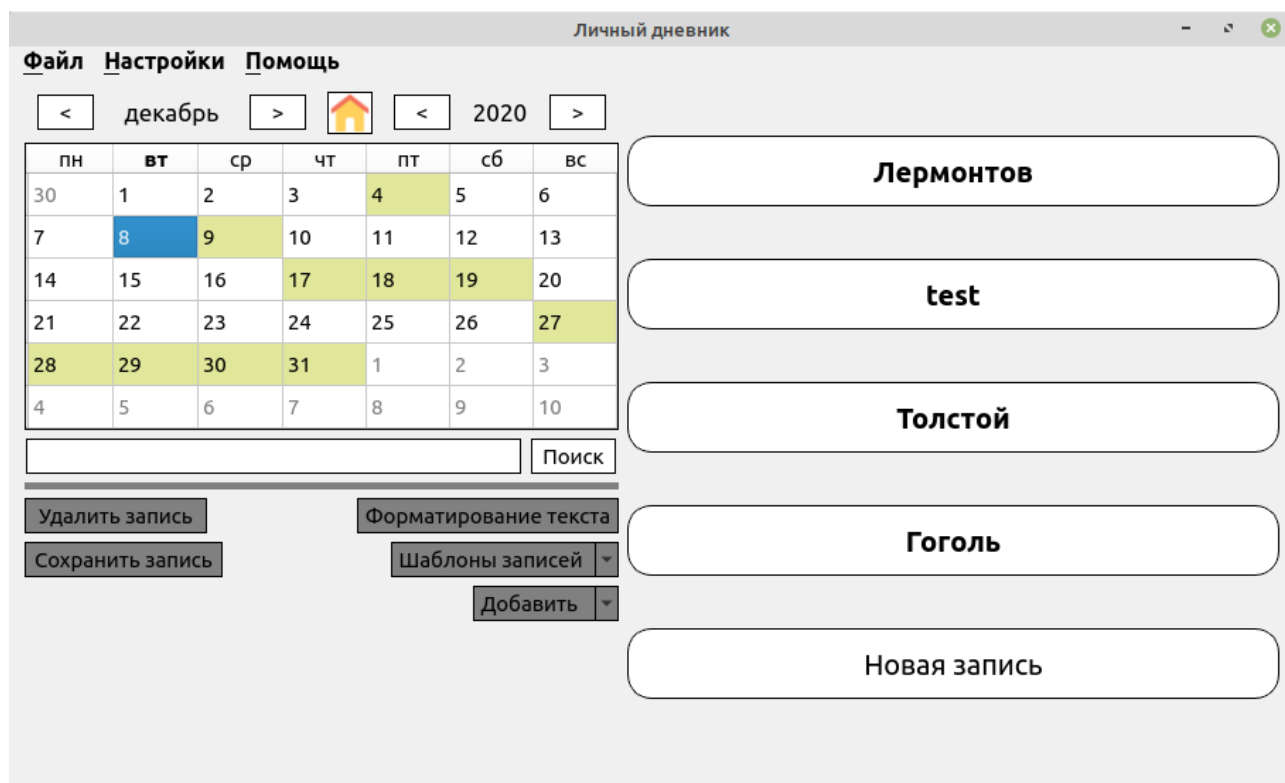 Личный дневник
Файл Настройки Помощь
< декабрь > < 2020 >
пн вт ср чт пт сб вс
30 1 2 3 4 5 6
7 8 9 10 11 12 13
14 15 16 17 18 19 20
21 22 23 24 25 26 27
28 29 30 31 1 2 3
4 5 6 7 8 9 10
Поиск
Удалить запись Форматирование текста
Сохранить запись Шаблоны записей
Добавить
Лермонтов
test
Толстой
Гоголь
Новая запись